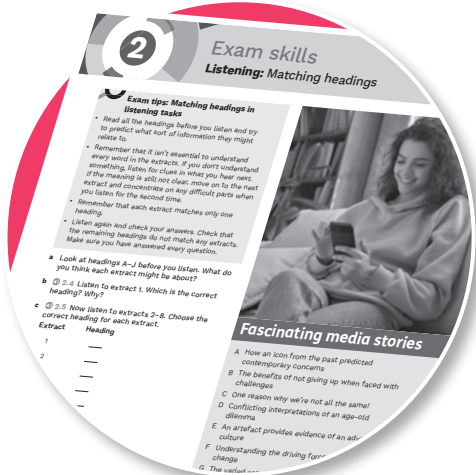 2
Exam skills
Listening: Matching headings
Exam tips: Matching headings in
listening tasks
• Read all the headings before you listen and try
to predict what sort of information they might
relate to.
• Remember that it isn't essential to understand
every word in the extracts. If you don't understand
something, listen for clues in what you hear next.
If the meaning is still not clear, move on to the next
extract and concentrate on any difficult parts when
you listen for the second time.
• Remember that each extract matches only one
heading.
• Listen again and check your answers. Check that
the remaining headings do not match any extracts.
Make sure you have answered every question.
a Look at headings A–J before you listen. What do
you think each extract might be about?
b 2.4 Listen to extract 1. Which is the correct
heading? Why?
c 2.5 Now listen to extracts 2–8. Choose the
correct heading for each extract.
Extract Heading
1
2
Fascinating media stories
A How an icon from the past predicted
contemporary concerns
B The benefits of not giving up when faced with
challenges
C One reason why we're not all the same!
D Conflicting interpretations of an age-old
dilemma
E An artefact provides evidence of an
culture
F Understanding the driving
change
G The varied